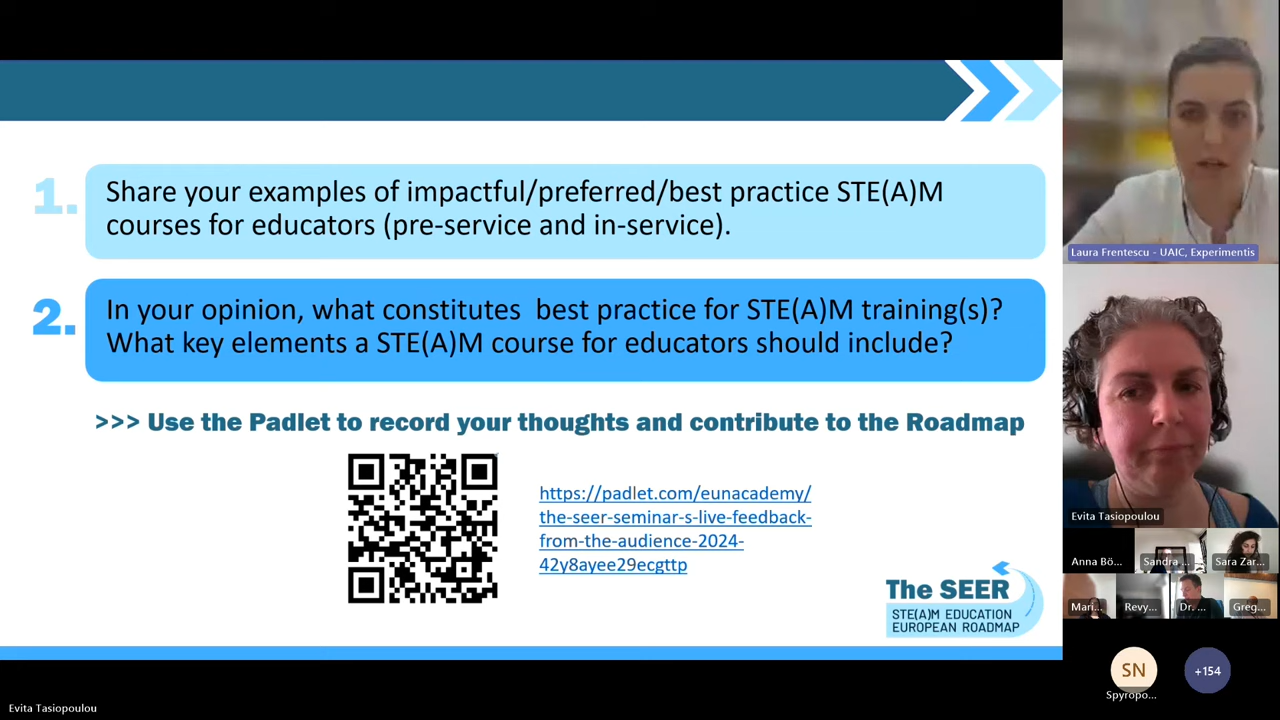 1.
Share your examples of impactful/preferred/best practice STE(A)M
courses for educators (pre-service and in-service).
2.
In your opinion, what constitutes best practice for STE(A)M training(s)?
What key elements a STE(A)M course for educators should include?
>>> Use the Padlet to record your thoughts and contribute to the Roadmap
https://padlet.com/eunacademy/
the-seer-seminar-s-live-feedback-
from-the-audience-2024-
42y8ayee29ecgttp
The SEER
STE(A)M EDUCATION
EUROPEAN ROADMAP
Laura Frentescu - UAIC, Experimentis
Evita Tasiopoulou
Anna Bö...
Sandra ...
Sara Zar...
Mari...
Revy...
Dr. ...
Greg...
SN
Spyropo...
+154
Evita Tasiopoulou